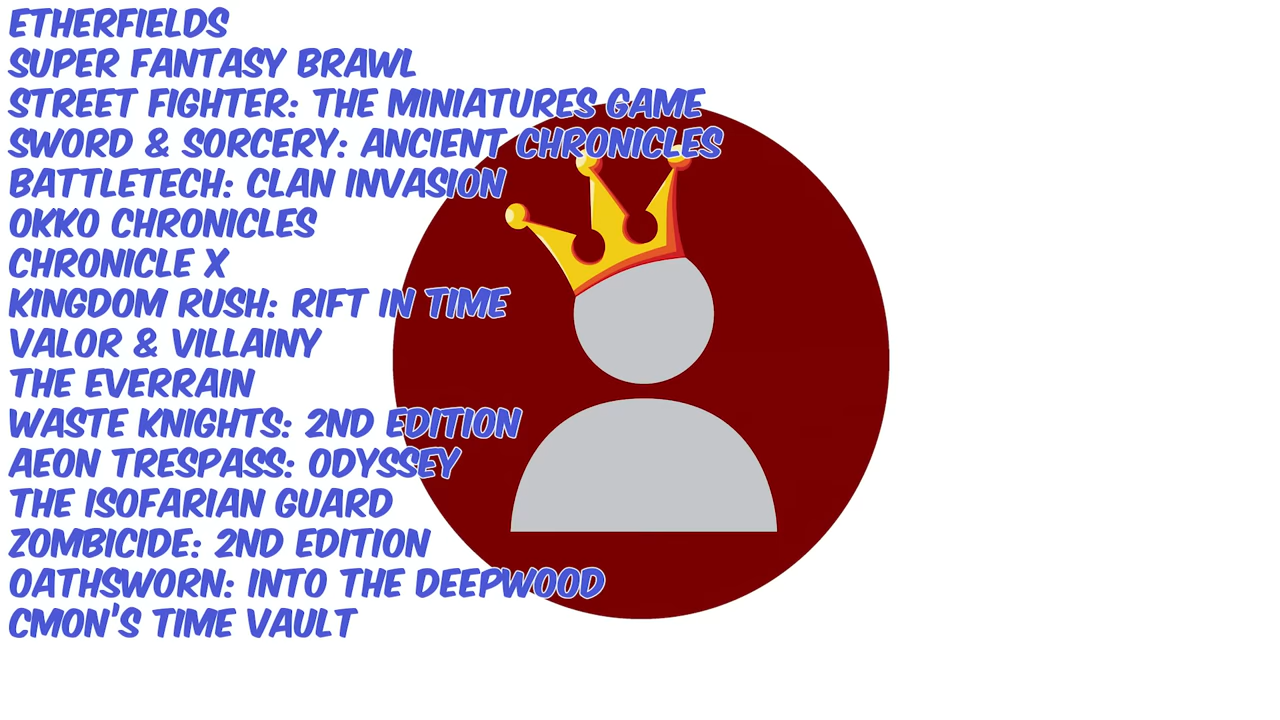 ETHERFIELDS
SUPER FANTASY BRAWL
STREET FIGHTER: THE MINIATURES GAME
SWORD & SORCERY: ANCIENT CHRONICLES
BATTLETECH: CLAN INVASION
OKKO CHRONICLES
CHRONICLE X
KINGDOM RUSH: RIFT IN TIME
VALOR & VILLAINY
THE EVERRAIN
WASTE KNIGHTS: 2ND EDITION
AEON TRESPASS: ODYSSEY
THE ISOFARIAN GUARD
ZOMBICIDE: 2ND EDITION
OATHSWORN: INTO THE DEEPWOOD
CMON'S TIME VAULT